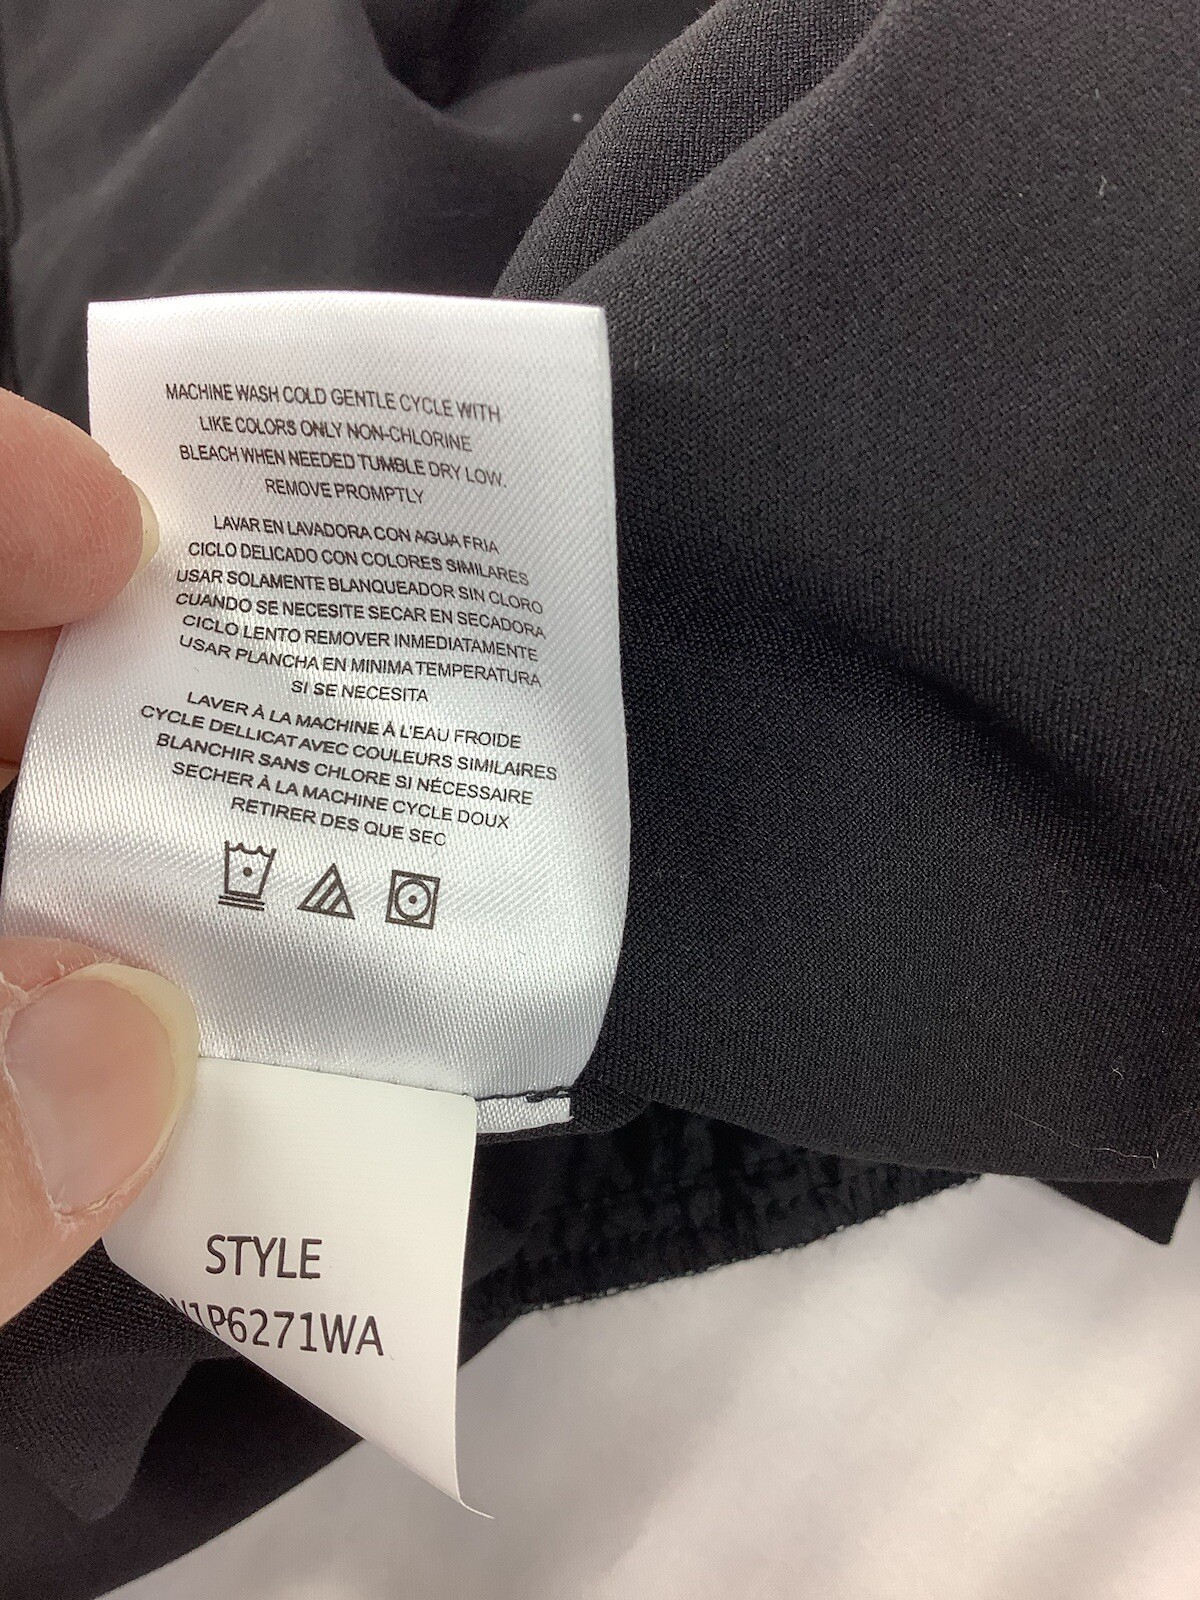 MACHINE WASH COLD GENTLE CYCLE WITH
LIKE COLORS ONLY NON-CHLORINE
BLEACH WHEN NEEDED TUMBLE DRY LOW.
REMOVE PROMPTLY
LAVAR EN LAVADORA CON AGUA FRIA
CICLO DELICADO CON COLORES SIMILARES
USAR SOLAMENTE BLANQUEADOR SIN CLORO
CUANDO SE NECESITE SECAR EN SECADORA
CICLO LENTO REMOVER INMEDIATAMENTE
USAR PLANCHA EN MINIMA TEMPERATURA
SI SE NECESITA
LAVER À LA MACHINE À L'EAU FROIDE
CYCLE DELLICAT AVEC COULEURS SIMILAIRES
BLANCHIR SANS CHLORE SI NÉCESSAIRE
SECHER À LA MACHINE CYCLE DOUX
RETIRER DES QUE SEC
STYLE